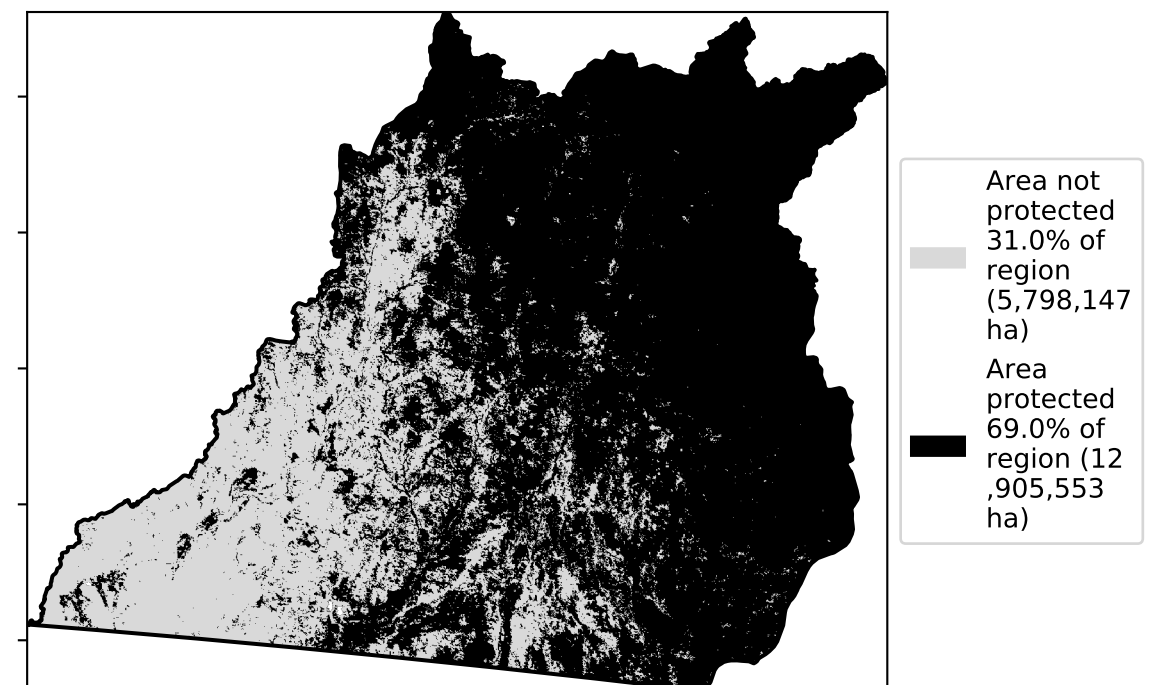 Area not
protected
31.0% of
region
(5,798,147
ha)
Area
protected
69.0% of
region (12
,905,553
ha)